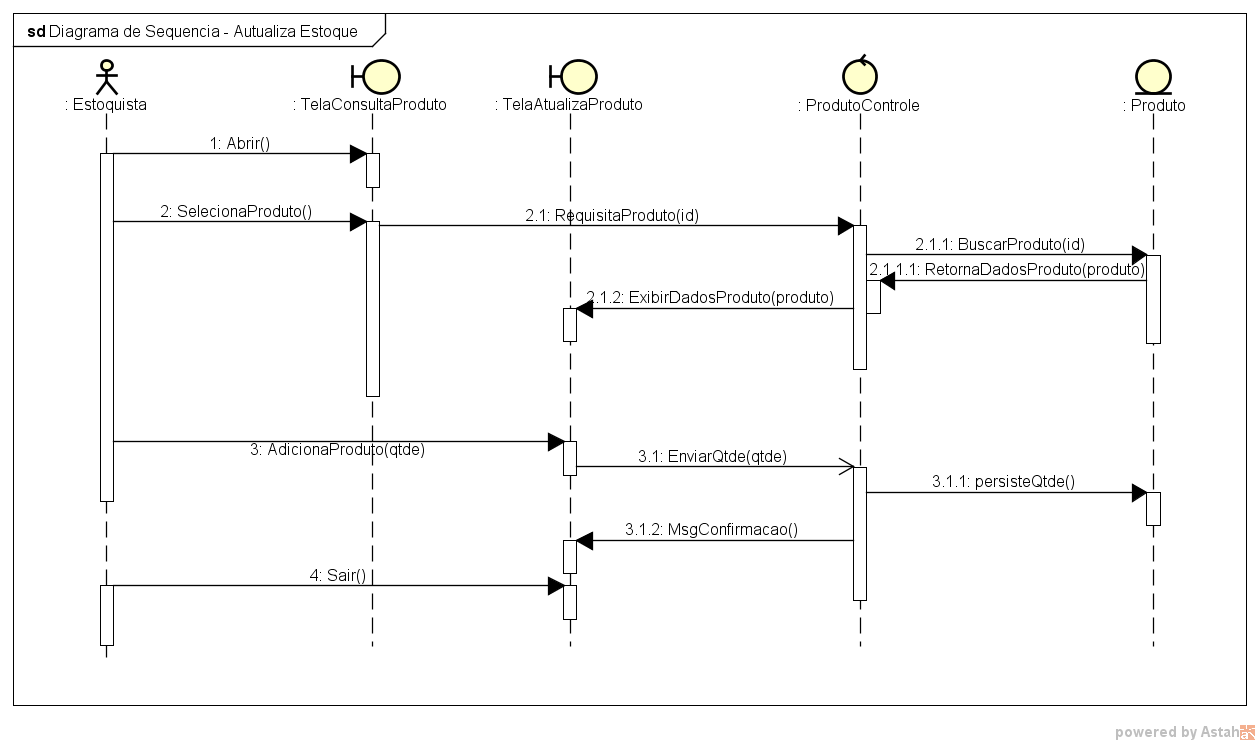 sd Diagrama de Sequencia - Autualiza Estoque
: Estoquista
: TelaConsultaProduto
: TelaAtualizaProduto
: ProdutoControle
: Produto
1: Abrir()
2: SelecionaProduto()
2.1: RequisitaProduto(id)
2.1.1: BuscarProduto(id)
2.1.1.1: RetornaDadosProduto(produto)
2.1.2: ExibirDadosProduto(produto)
3: AdicionaProduto(qtde)
3.1: EnviarQtde(qtde)
3.1.1: persisteQtde()
3.1.2: MsgConfirmacao()
4: Sair()
powered by Astah